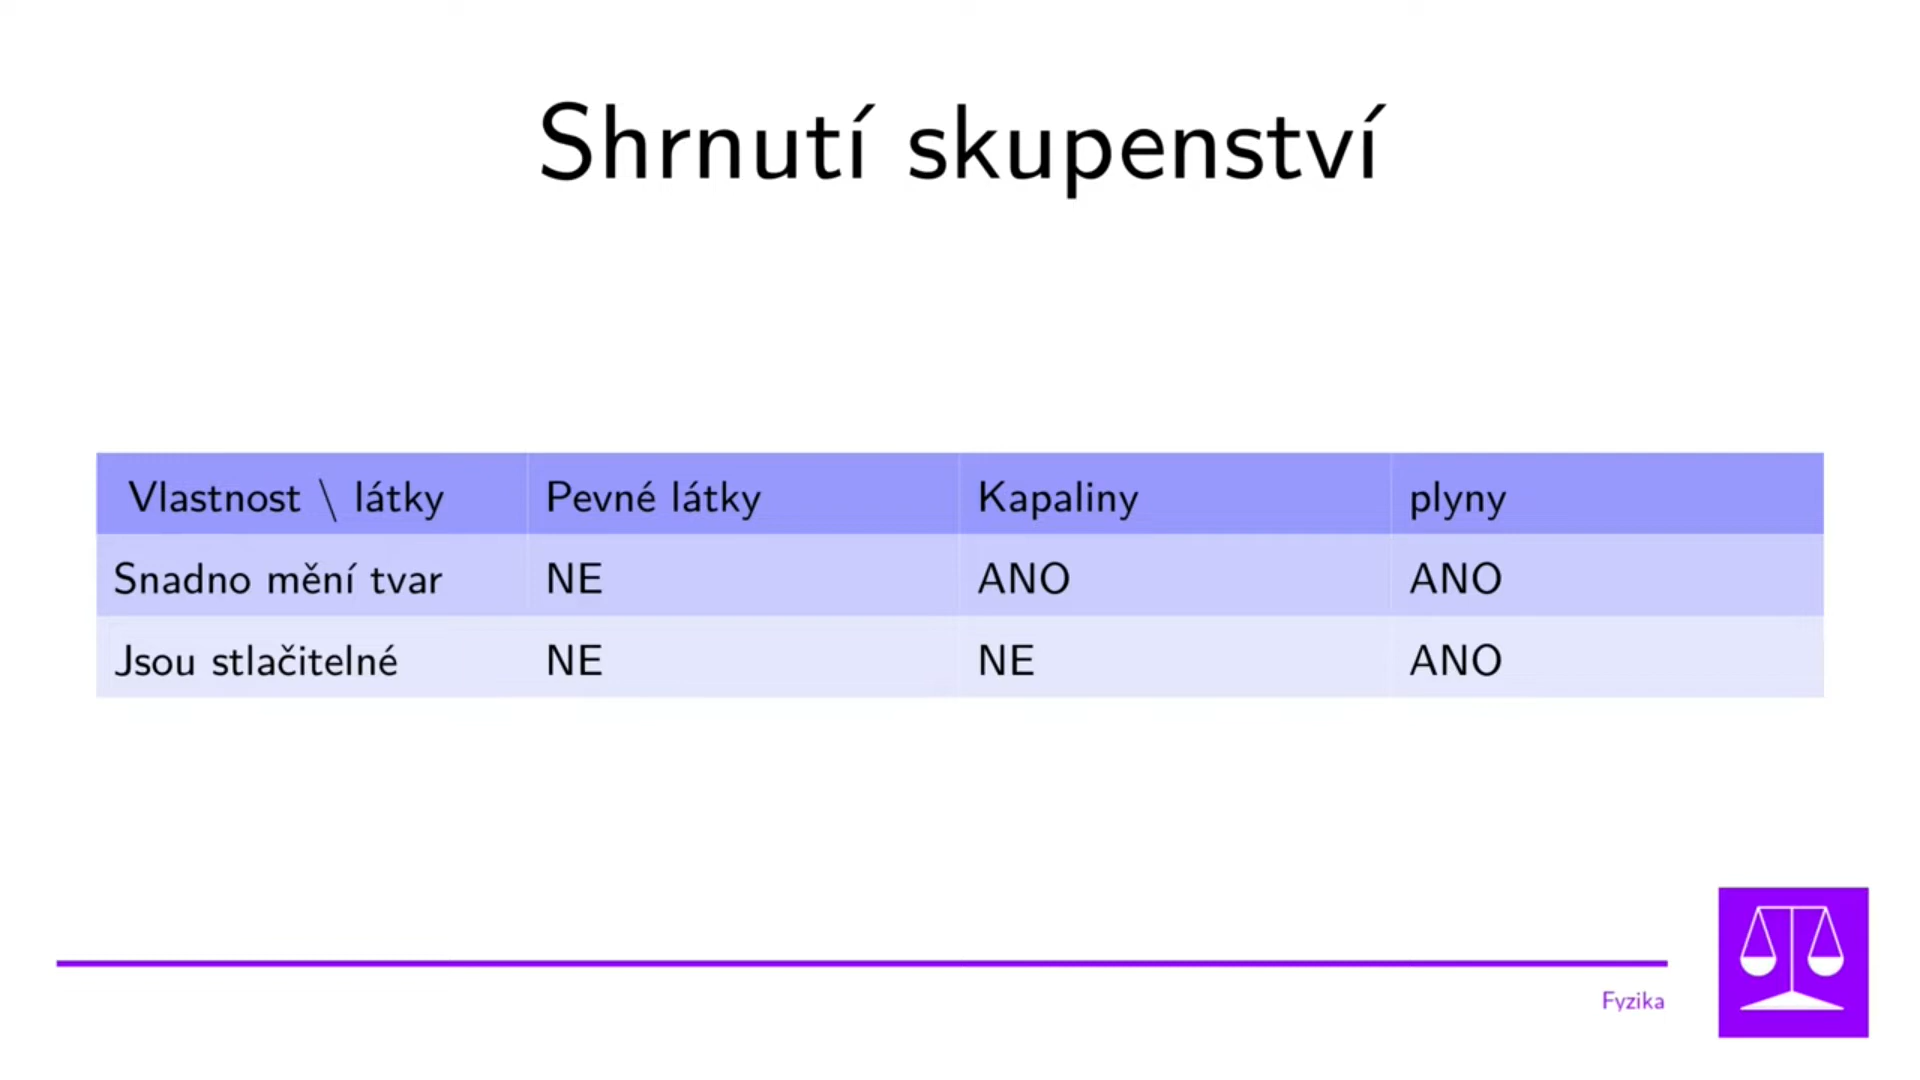 Shrnutí skupenství
Vlastnost \ látky Pevné látky Kapaliny plyny
Snadno mění tvar NE ANO ANO
Jsou stlačitelné NE NE ANO
Fyzika